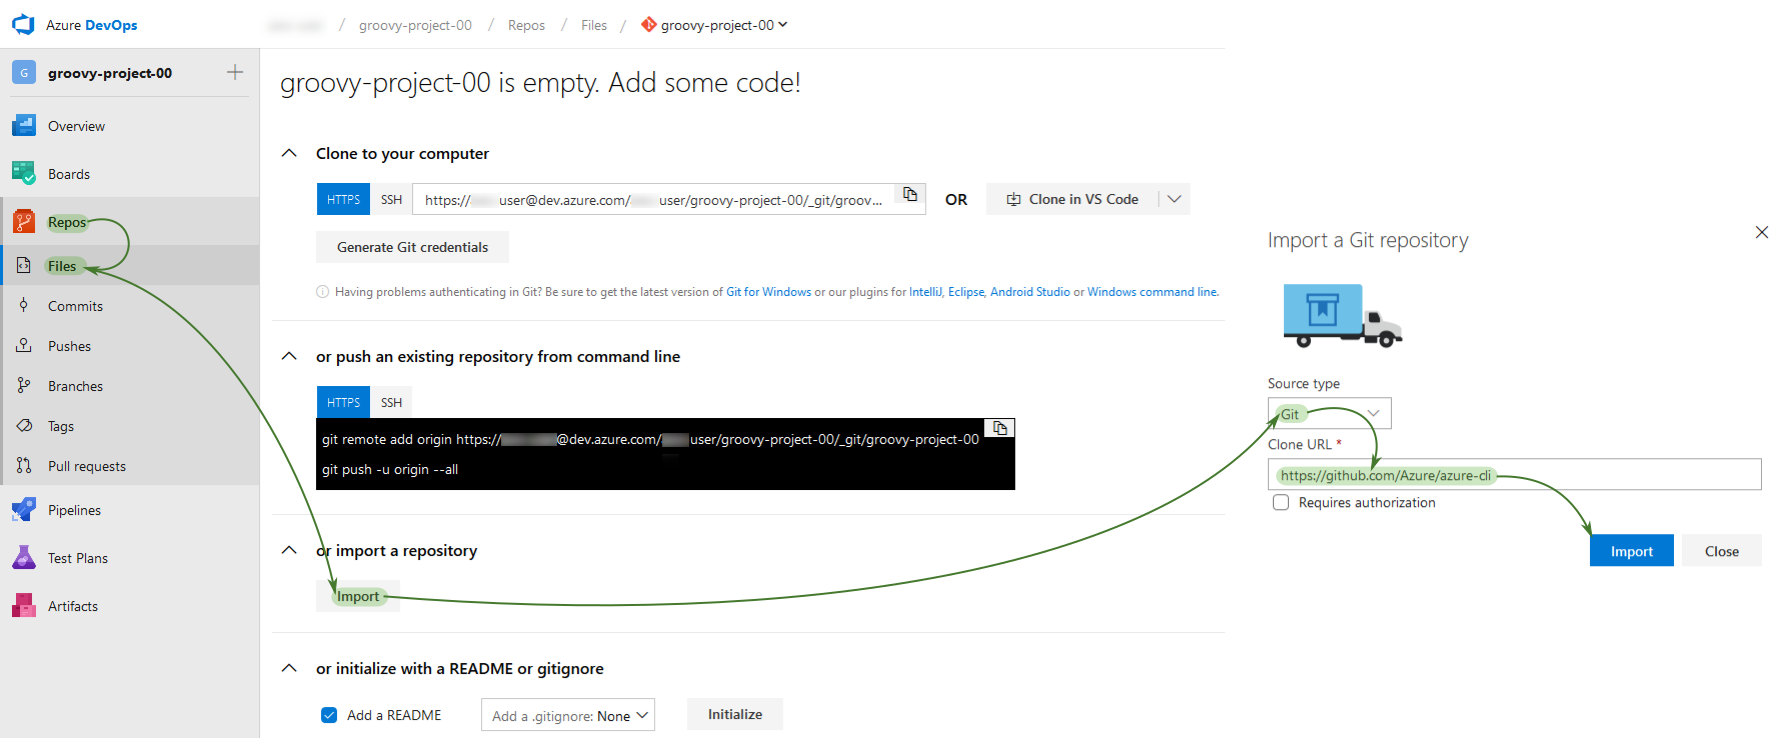 Azure DevOps
/ groovy-project-00 / Repos / Files / groovy-project-00
G groovy-project-00
Overview
Boards
Repos
Files
Commits
Pushes
Branches
Tags
Pull requests
Pipelines
Test Plans
Artifacts
groovy-project-00 is empty. Add some code!
Clone to your computer
HTTPS SSH https:// user@dev.azure.com/ user/groovy-project-00/_git/groov... OR Clone in VS Code
Generate Git credentials
Having problems authenticating in Git? Be sure to get the latest version of Git for Windows or our plugins for IntelliJ, Eclipse, Android Studio or Windows command line.
or push an existing repository from command line
HTTPS SSH
git remote add origin https:// @dev.azure.com/ user/groovy-project-00/_git/groovy-project-00
git push -u origin --all
or import a repository
Import
or initialize with a README or gitignore
Add a README Add a .gitignore: None Initialize
Import a Git repository
Source type
Git
Clone URL *
https://github.com/Azure/azure-cli
Requires authorization
Import Close